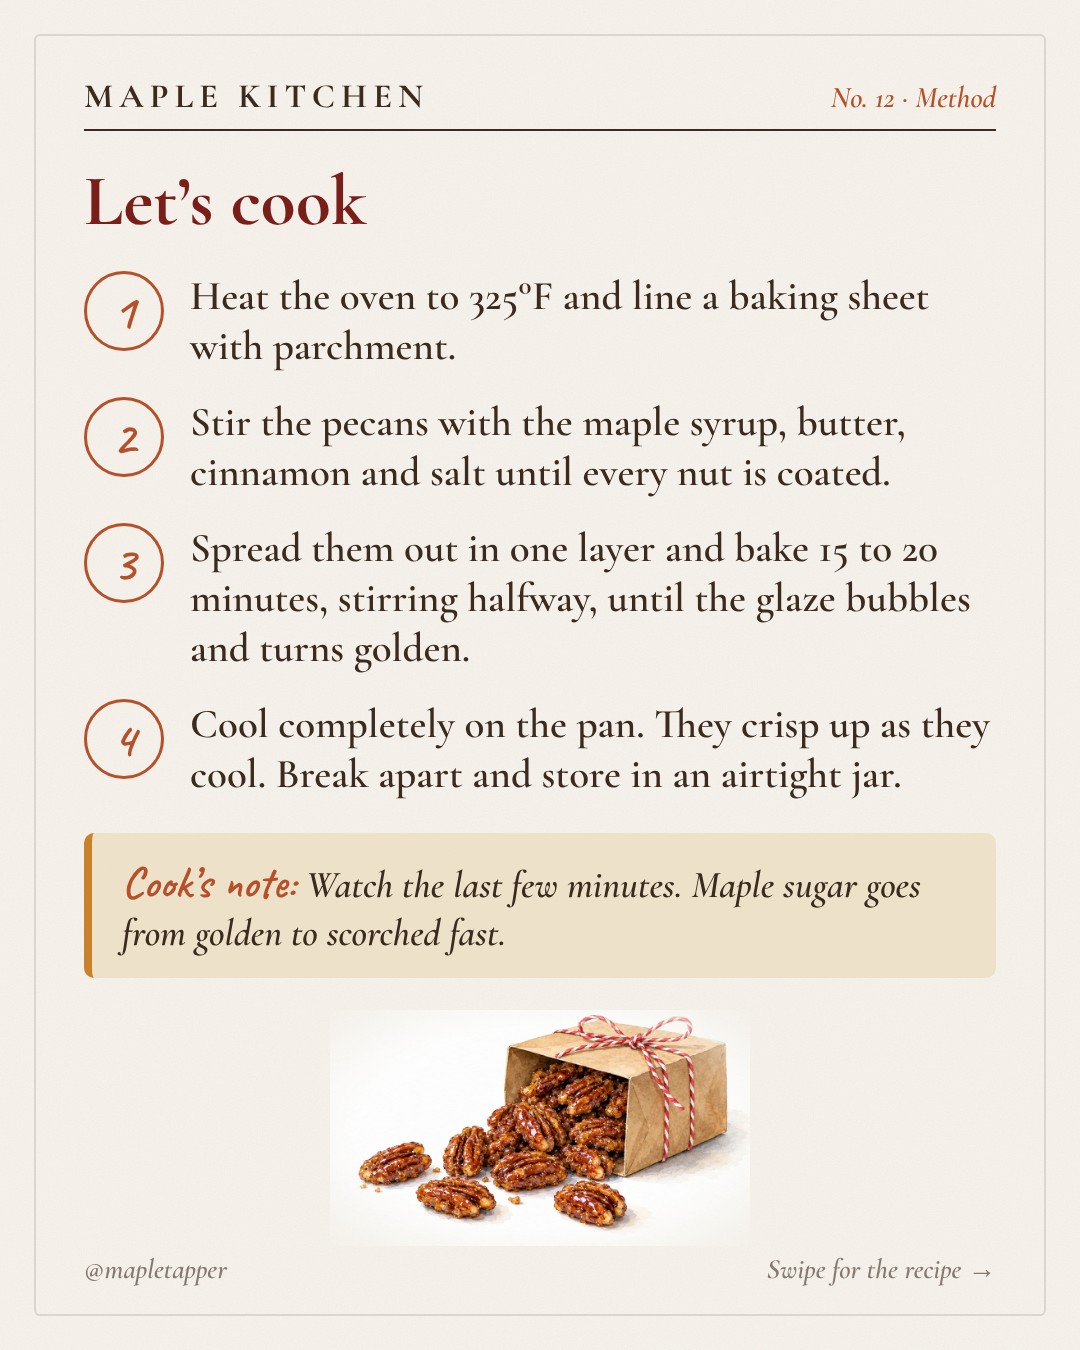 MAPLE KITCHEN
No. 12 · Method
Let’s cook
1
Heat the oven to 325°F and line a baking sheet
with parchment.
2
Stir the pecans with the maple syrup, butter,
cinnamon and salt until every nut is coated.
3
Spread them out in one layer and bake 15 to 20
minutes, stirring halfway, until the glaze bubbles
and turns golden.
4
Cool completely on the pan. They crisp up as they
cool. Break apart and store in an airtight jar.
Cook’s note: Watch the last few minutes. Maple sugar goes
from golden to scorched fast.
@mapletapper
Swipe for the recipe →